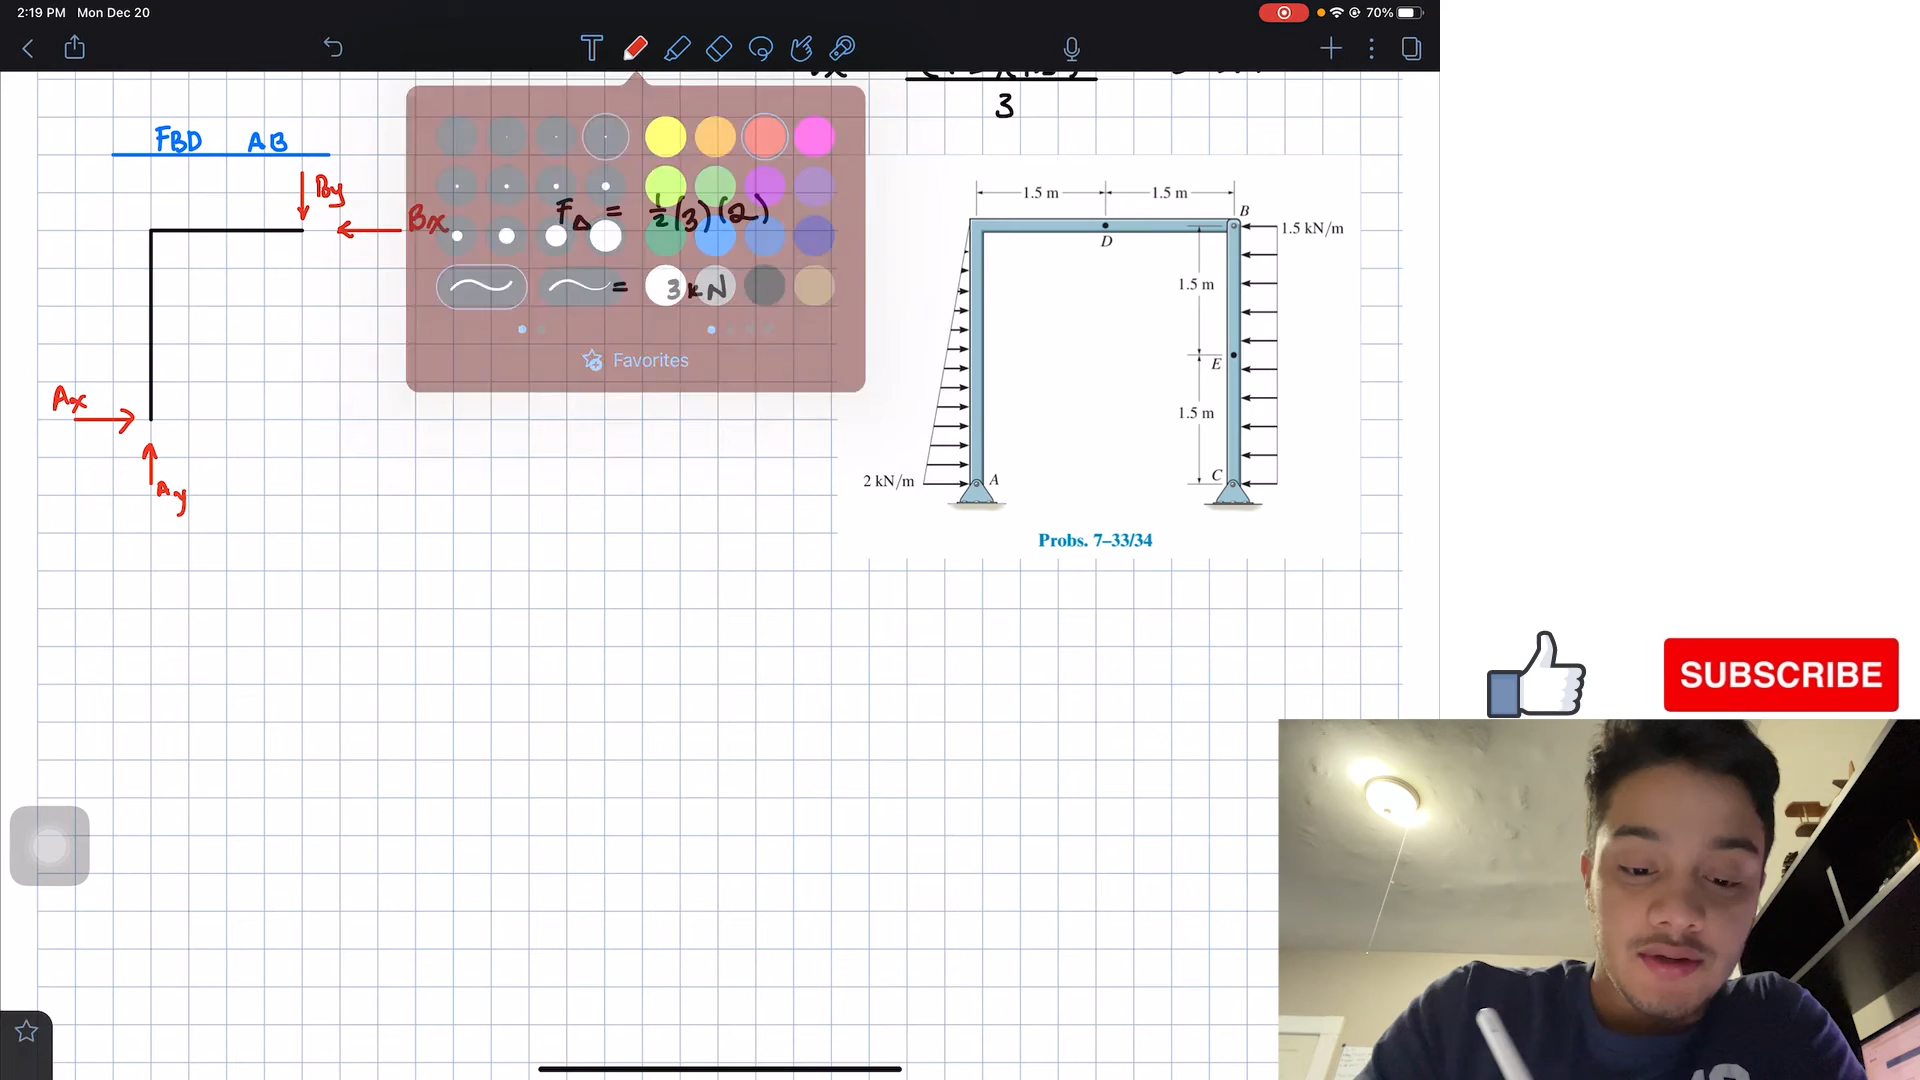 2:19 PM Mon Dec 20
70%
3
FBD AB
By
Bx
F△ = 1/2 (3)(2)
= 3 kN
Favorites
Ax
Ay
1.5 m
1.5 m
B
1.5 kN/m
D
1.5 m
E
1.5 m
2 kN/m
A
C
Probs. 7–33/34
SUBSCRIBE